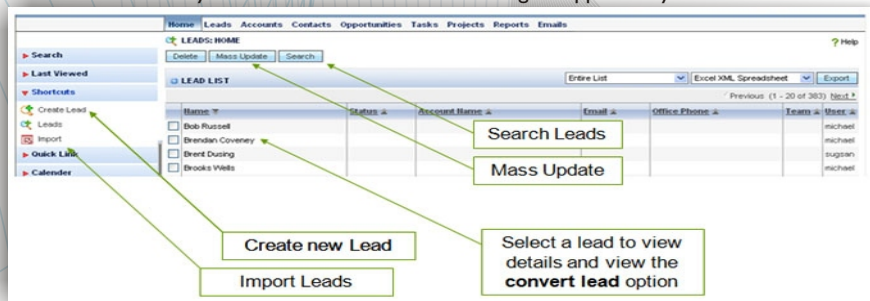 Home Leads Accounts Contacts Opportunities Tasks Projects Reports Emails
LEADS: HOME
? Help
Search
Delete Mass Update Search
Last Viewed
LEAD LIST
Entire List Excel XML Spreadsheet Export
Shortcuts
Previous (1 - 20 of 383) Next
Create Lead
Name Status Account Name Email Office Phone Team User
Leads
Bob Russell michael
Import
Brendan Coveney michael
Quick Link
Brent Dusing sugsan
Calender
Brooks Wells michael
Search Leads
Mass Update
Create new Lead
Import Leads
Select a lead to view
details and view the
convert lead option